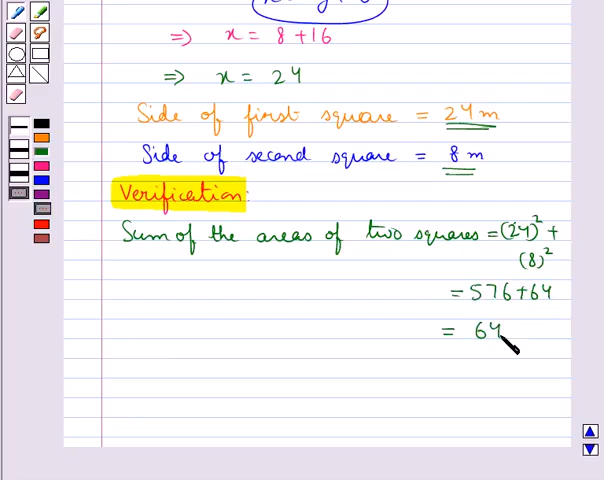 ⇒ x = 8 + 16
⇒ x = 24
Side of first square = 24 m
Side of second square = 8 m
Verification:
Sum of the areas of two squares = (24)² +
(8)²
= 576 + 64
= 64